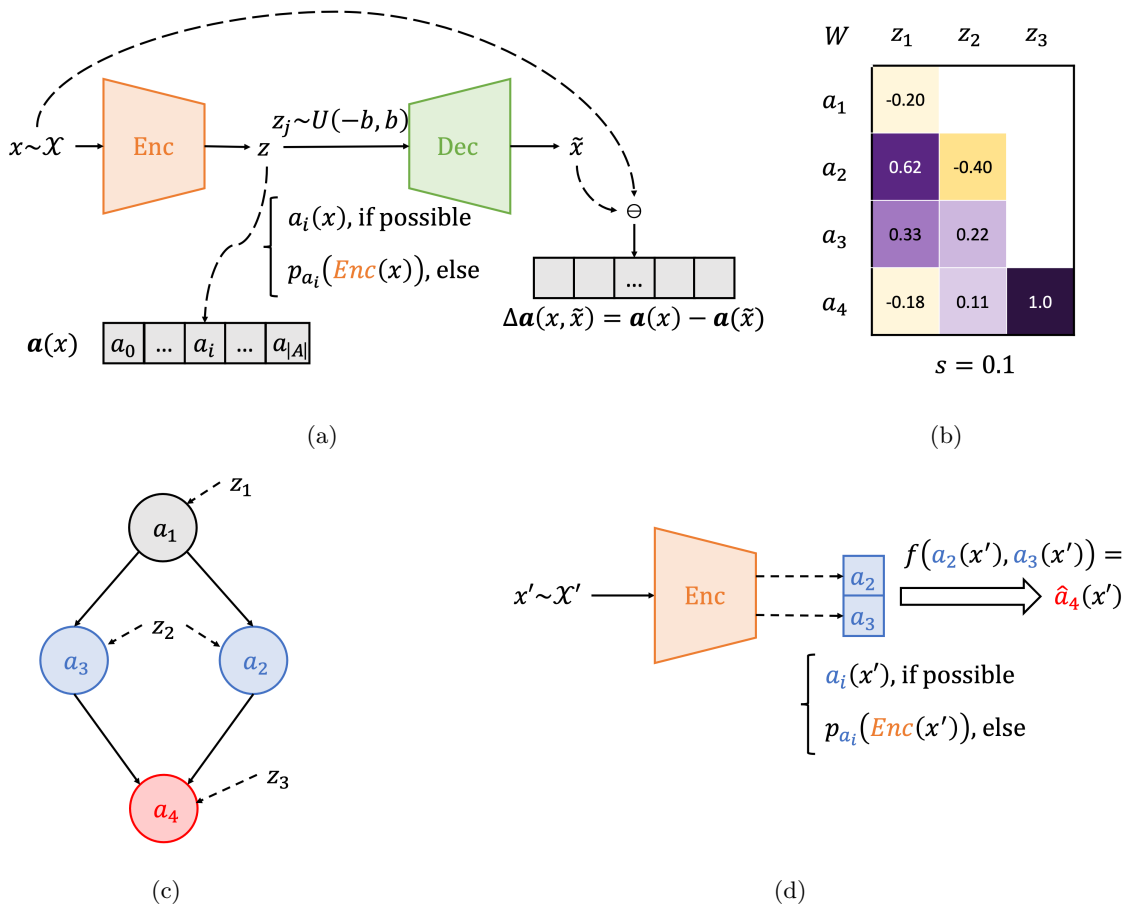 x~𝒳 Enc z z_j~U(−b, b) Dec x̃
⊖
a_i(x), if possible
p_{a_i}(Enc(x)), else
...
Δ𝒂(x, x̃) = 𝒂(x) − 𝒂(x̃)
𝒂(x) a_0 ... a_i ... a_{|A|}
(a)
W z_1 z_2 z_3
a_1 -0.20
a_2 0.62 -0.40
a_3 0.33 0.22
a_4 -0.18 0.11 1.0
s = 0.1
(b)
z_1
a_1
z_2
a_3 a_2
z_3
a_4
(c)
x′~𝒳′ Enc a_2
a_3
f(a_2(x′), a_3(x′)) =
â_4(x′)
a_i(x′), if possible
p_{a_i}(Enc(x′)), else
(d)